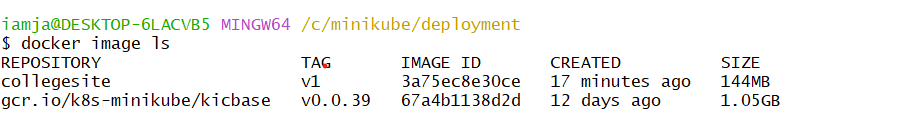 iamja@DESKTOP-6LACVB5 MINGW64 /c/minikube/deployment
$ docker image ls
REPOSITORY                    TAG       IMAGE ID       CREATED          SIZE
collegesite                   v1        3a75ec8e30ce   17 minutes ago   144MB
gcr.io/k8s-minikube/kicbase   v0.0.39   67a4b1138d2d   12 days ago      1.05GB